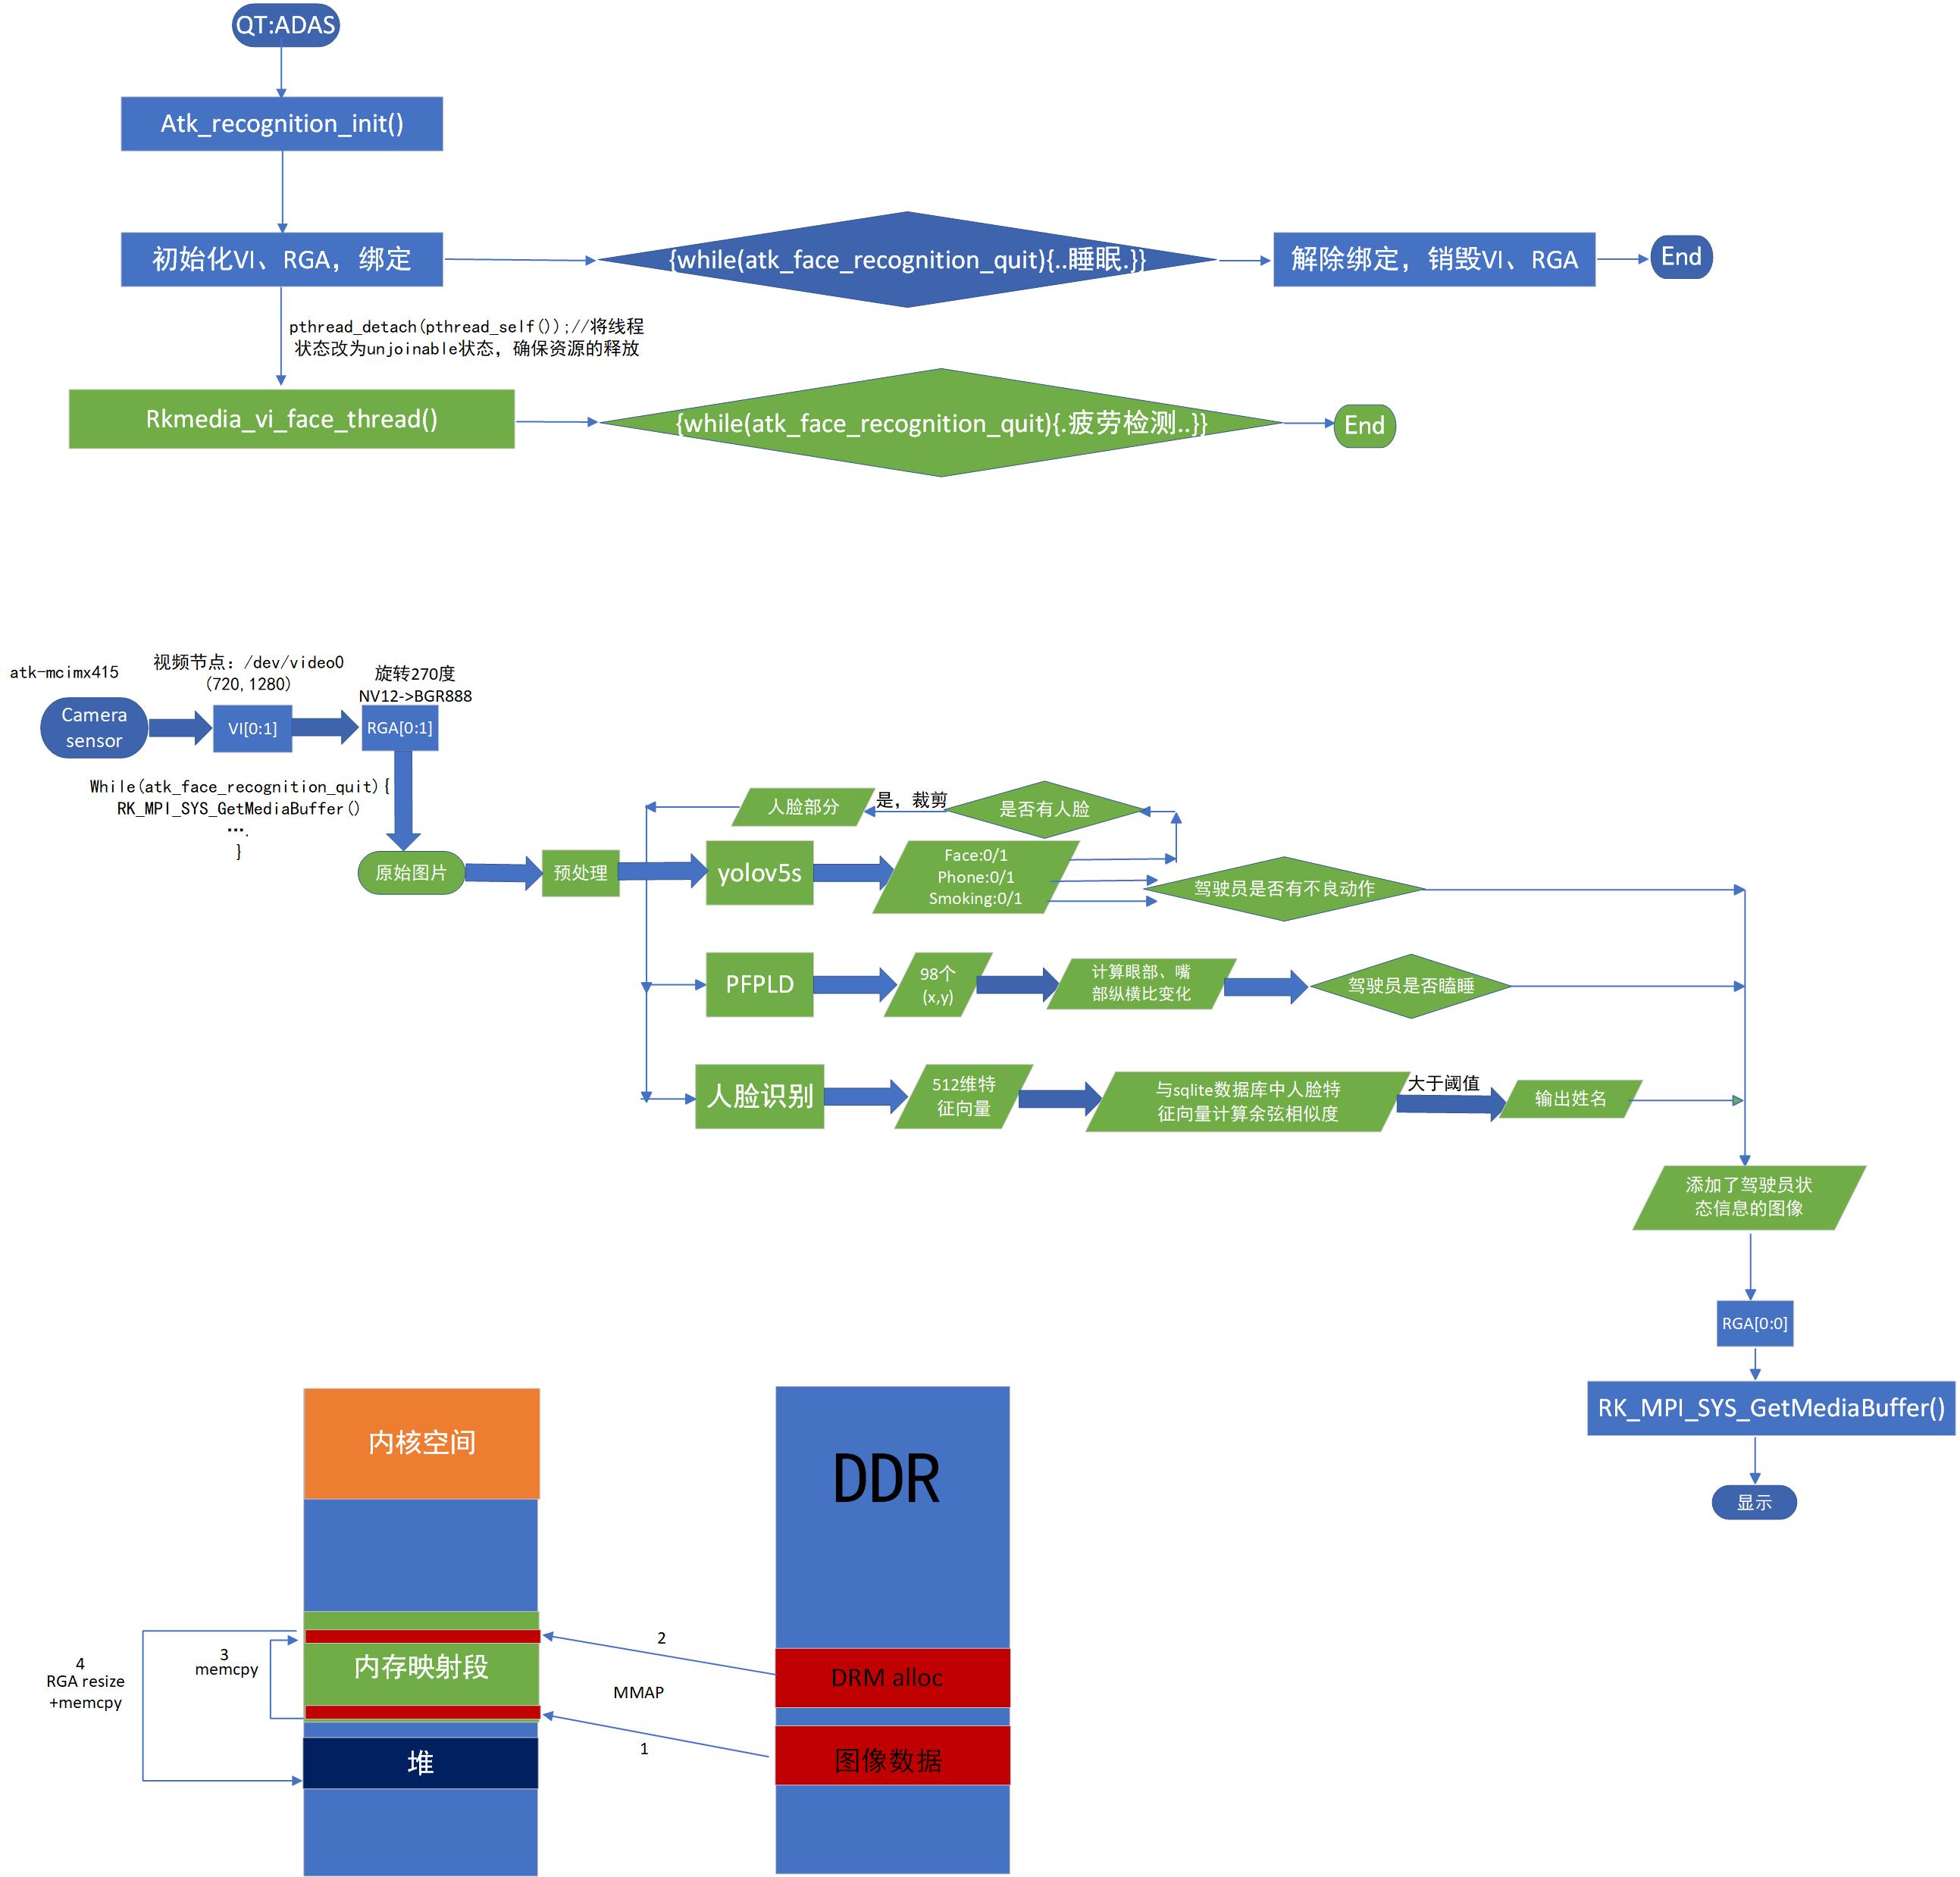 QT:ADAS
Atk_recognition_init()
初始化VI、RGA，绑定
{while(atk_face_recognition_quit){..睡眠.}}
解除绑定，销毁VI、RGA
End
pthread_detach(pthread_self());//将线程
状态改为unjoinable状态，确保资源的释放
Rkmedia_vi_face_thread()
{while(atk_face_recognition_quit){.疲劳检测..}}
End
atk-mcimx415
视频节点：/dev/video0
(720,1280)
旋转270度
NV12->BGR888
Camera
sensor
VI[0:1]
RGA[0:1]
While(atk_face_recognition_quit){
RK_MPI_SYS_GetMediaBuffer()
….
}
原始图片
预处理
人脸部分
是，裁剪
是否有人脸
yolov5s
Face:0/1
Phone:0/1
Smoking:0/1
驾驶员是否有不良动作
PFPLD
98个
(x,y)
计算眼部、嘴
部纵横比变化
驾驶员是否瞌睡
人脸识别
512维特
征向量
与sqlite数据库中人脸特
征向量计算余弦相似度
大于阈值
输出姓名
添加了驾驶员状
态信息的图像
RGA[0:0]
RK_MPI_SYS_GetMediaBuffer()
显示
内核空间
内存映射段
堆
4
RGA resize
+memcpy
3
memcpy
2
MMAP
1
DDR
DRM alloc
图像数据